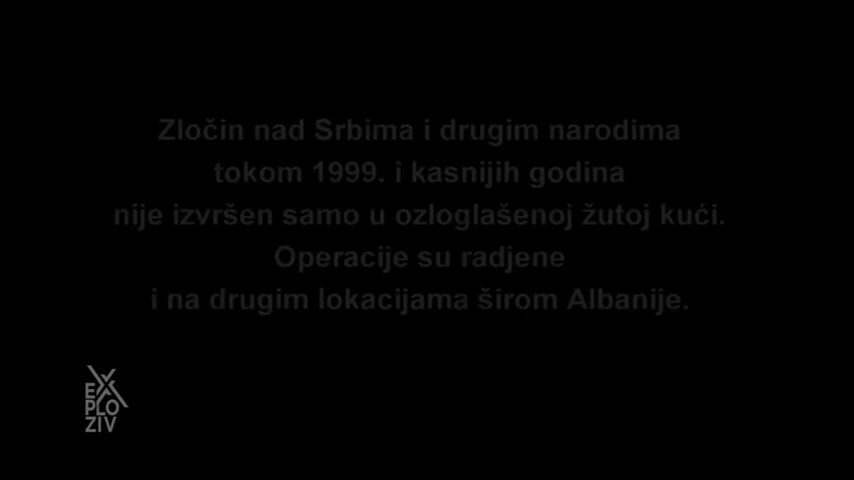 Zločin nad Srbima i drugim narodima
tokom 1999. i kasnijih godina
nije izvršen samo u ozloglašenoj žutoj kući.
Operacije su radjene
i na drugim lokacijama širom Albanije.
EX
PLO
ZIV